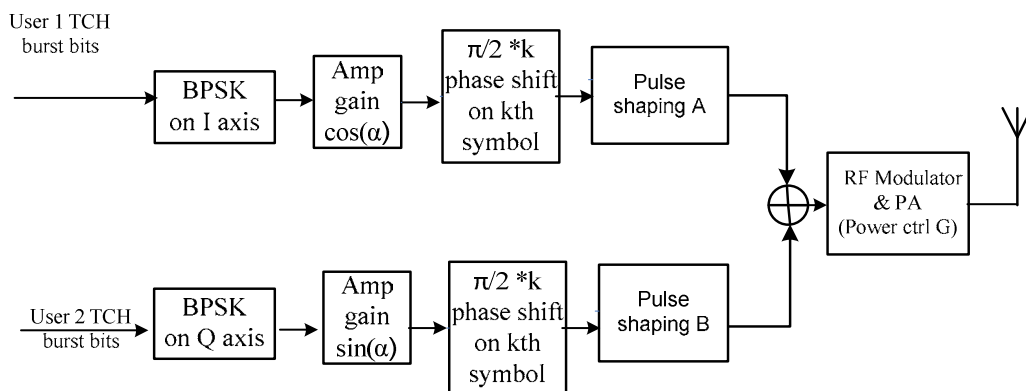 User 1 TCH
burst bits
BPSK
on I axis
Amp
gain
cos(α)
π/2 *k
phase shift
on kth
symbol
Pulse
shaping A
RF Modulator
& PA
(Power ctrl G)
User 2 TCH
burst bits
BPSK
on Q axis
Amp
gain
sin(α)
π/2 *k
phase shift
on kth
symbol
Pulse
shaping B